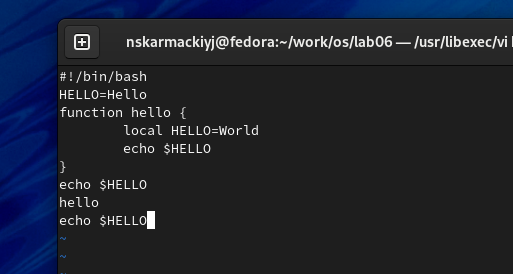 nskarmackiyj@fedora:~/work/os/lab06 — /usr/libexec/vi
#!/bin/bash
HELLO=Hello
function hello {
        local HELLO=World
        echo $HELLO
}
echo $HELLO
hello
echo $HELLO
~
~
~